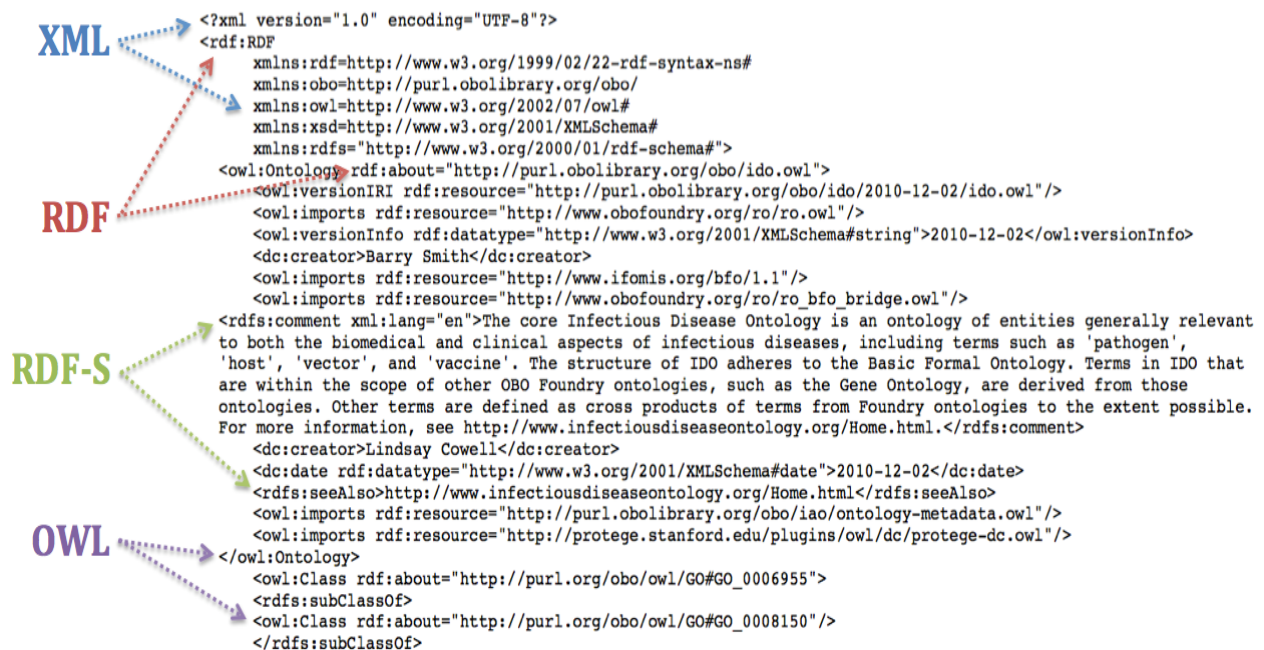 XML
RDF
RDF-S
OWL
<?xml version="1.0" encoding="UTF-8"?>
<rdf:RDF
xmlns:rdf=http://www.w3.org/1999/02/22-rdf-syntax-ns#
xmlns:obo=http://purl.obolibrary.org/obo/
xmlns:owl=http://www.w3.org/2002/07/owl#
xmlns:xsd=http://www.w3.org/2001/XMLSchema#
xmlns:rdfs="http://www.w3.org/2000/01/rdf-schema#">
<owl:Ontology rdf:about="http://purl.obolibrary.org/obo/ido.owl">
<owl:versionIRI rdf:resource="http://purl.obolibrary.org/obo/ido/2010-12-02/ido.owl"/>
<owl:imports rdf:resource="http://www.obofoundry.org/ro/ro.owl"/>
<owl:versionInfo rdf:datatype="http://www.w3.org/2001/XMLSchema#string">2010-12-02</owl:versionInfo>
<dc:creator>Barry Smith</dc:creator>
<owl:imports rdf:resource="http://www.ifomis.org/bfo/1.1"/>
<owl:imports rdf:resource="http://www.obofoundry.org/ro/ro_bfo_bridge.owl"/>
<rdfs:comment xml:lang="en">The core Infectious Disease Ontology is an ontology of entities generally relevant
to both the biomedical and clinical aspects of infectious diseases, including terms such as 'pathogen',
'host', 'vector', and 'vaccine'. The structure of IDO adheres to the Basic Formal Ontology. Terms in IDO that
are within the scope of other OBO Foundry ontologies, such as the Gene Ontology, are derived from those
ontologies. Other terms are defined as cross products of terms from Foundry ontologies to the extent possible.
For more information, see http://www.infectiousdiseaseontology.org/Home.html.</rdfs:comment>
<dc:creator>Lindsay Cowell</dc:creator>
<dc:date rdf:datatype="http://www.w3.org/2001/XMLSchema#date">2010-12-02</dc:date>
<rdfs:seeAlso>http://www.infectiousdiseaseontology.org/Home.html</rdfs:seeAlso>
<owl:imports rdf:resource="http://purl.obolibrary.org/obo/iao/ontology-metadata.owl"/>
<owl:imports rdf:resource="http://protege.stanford.edu/plugins/owl/dc/protege-dc.owl"/>
</owl:Ontology>
<owl:Class rdf:about="http://purl.org/obo/owl/GO#GO_0006955">
<rdfs:subClassOf>
<owl:Class rdf:about="http://purl.org/obo/owl/GO#GO_0008150"/>
</rdfs:subClassOf>